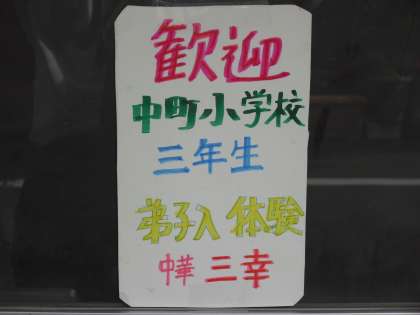 歓迎
中町小学校
三年生
弟子入体験
中華 三幸